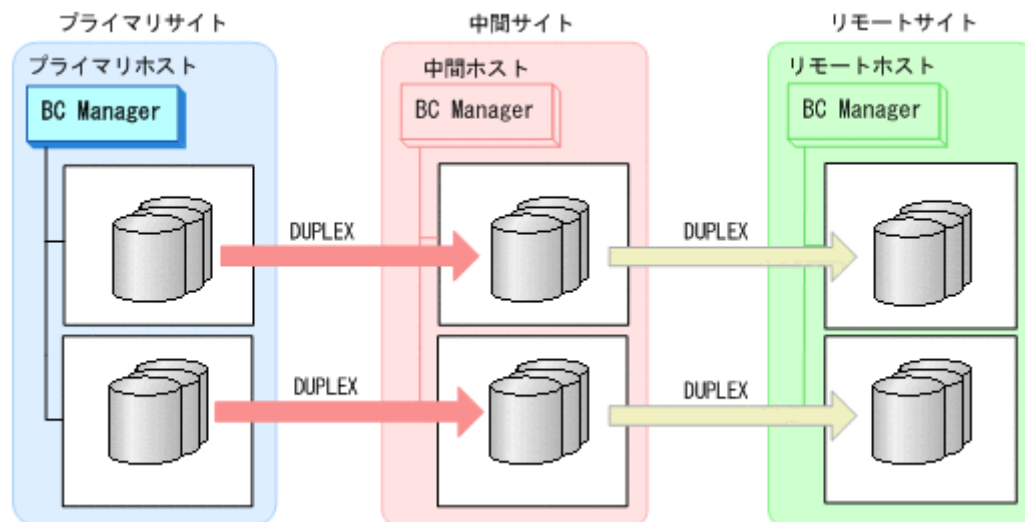 プライマリサイト
中間サイト
リモートサイト
プライマリホスト
中間ホスト
リモートホスト
BC Manager
BC Manager
BC Manager
DUPLEX
DUPLEX
DUPLEX
DUPLEX